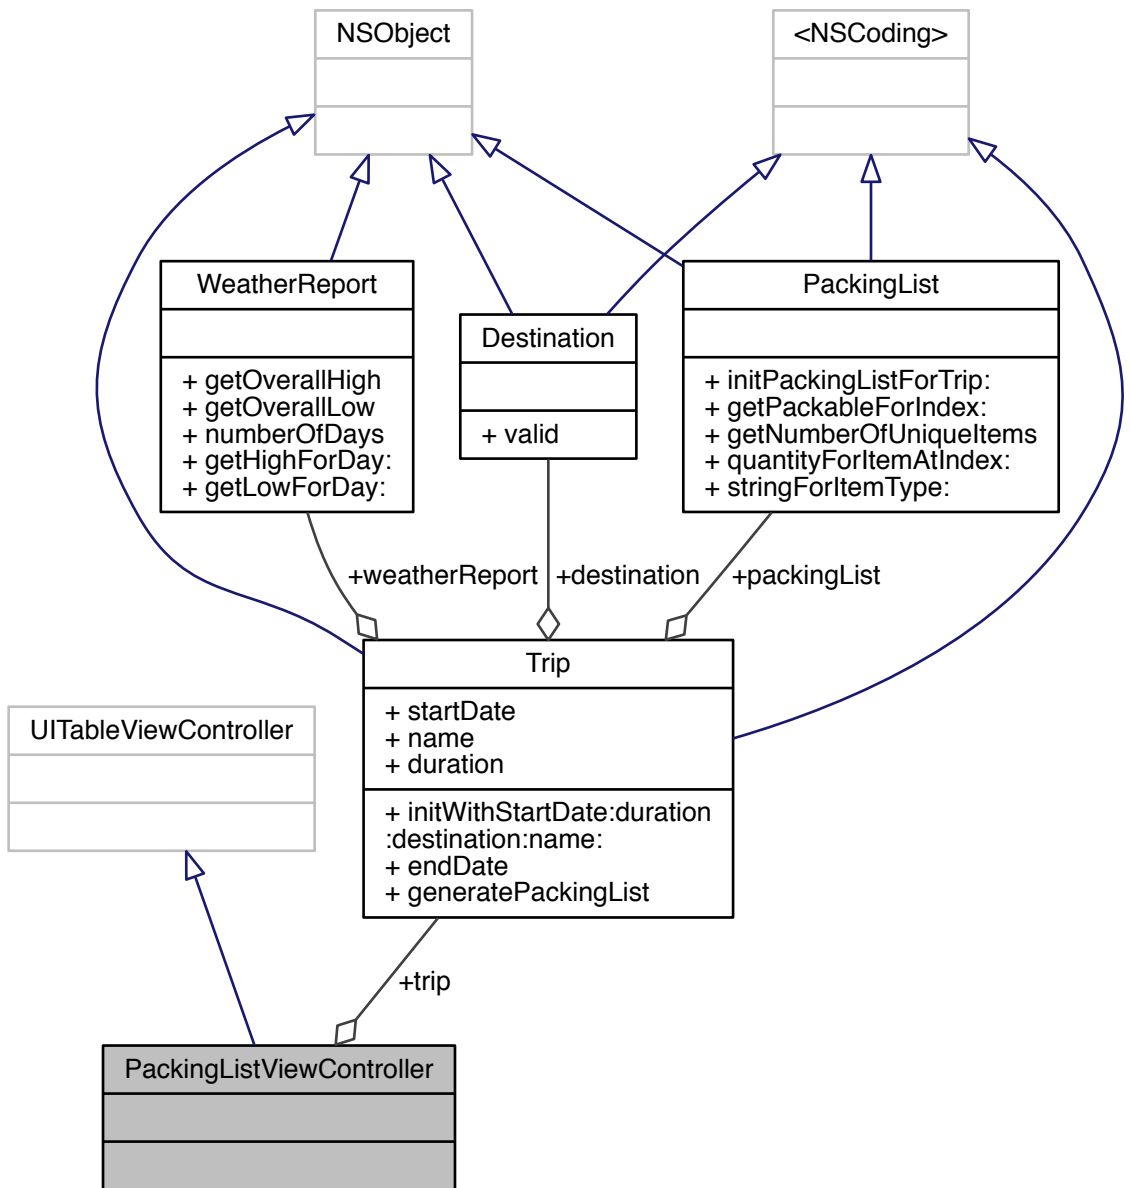 NSObject
<NSCoding>
WeatherReport
+ getOverallHigh
+ getOverallLow
+ numberOfDays
+ getHighForDay:
+ getLowForDay:
Destination
+ valid
PackingList
+ initPackingListForTrip:
+ getPackableForIndex:
+ getNumberOfUniqueItems
+ quantityForItemAtIndex:
+ stringForItemType:
+weatherReport
+destination
+packingList
Trip
+ startDate
+ name
+ duration
+ initWithStartDate:duration
:destination:name:
+ endDate
+ generatePackingList
UITableViewController
+trip
PackingListViewController